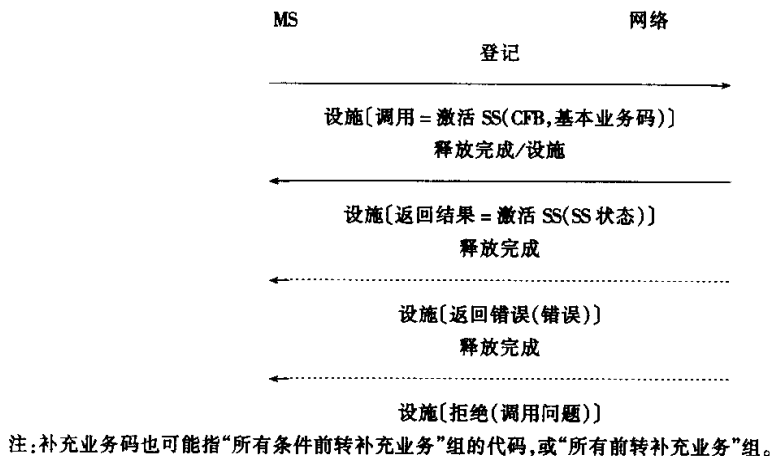 MS 网络
登记
设施〔调用=激活 SS(CFB,基本业务码)〕
释放完成/设施
设施〔返回结果=激活 SS(SS 状态)〕
释放完成
设施〔返回错误(错误)〕
释放完成
设施〔拒绝(调用问题)〕
注:补充业务码也可能指“所有条件前转补充业务”组的代码,或“所有前转补充业务”组。